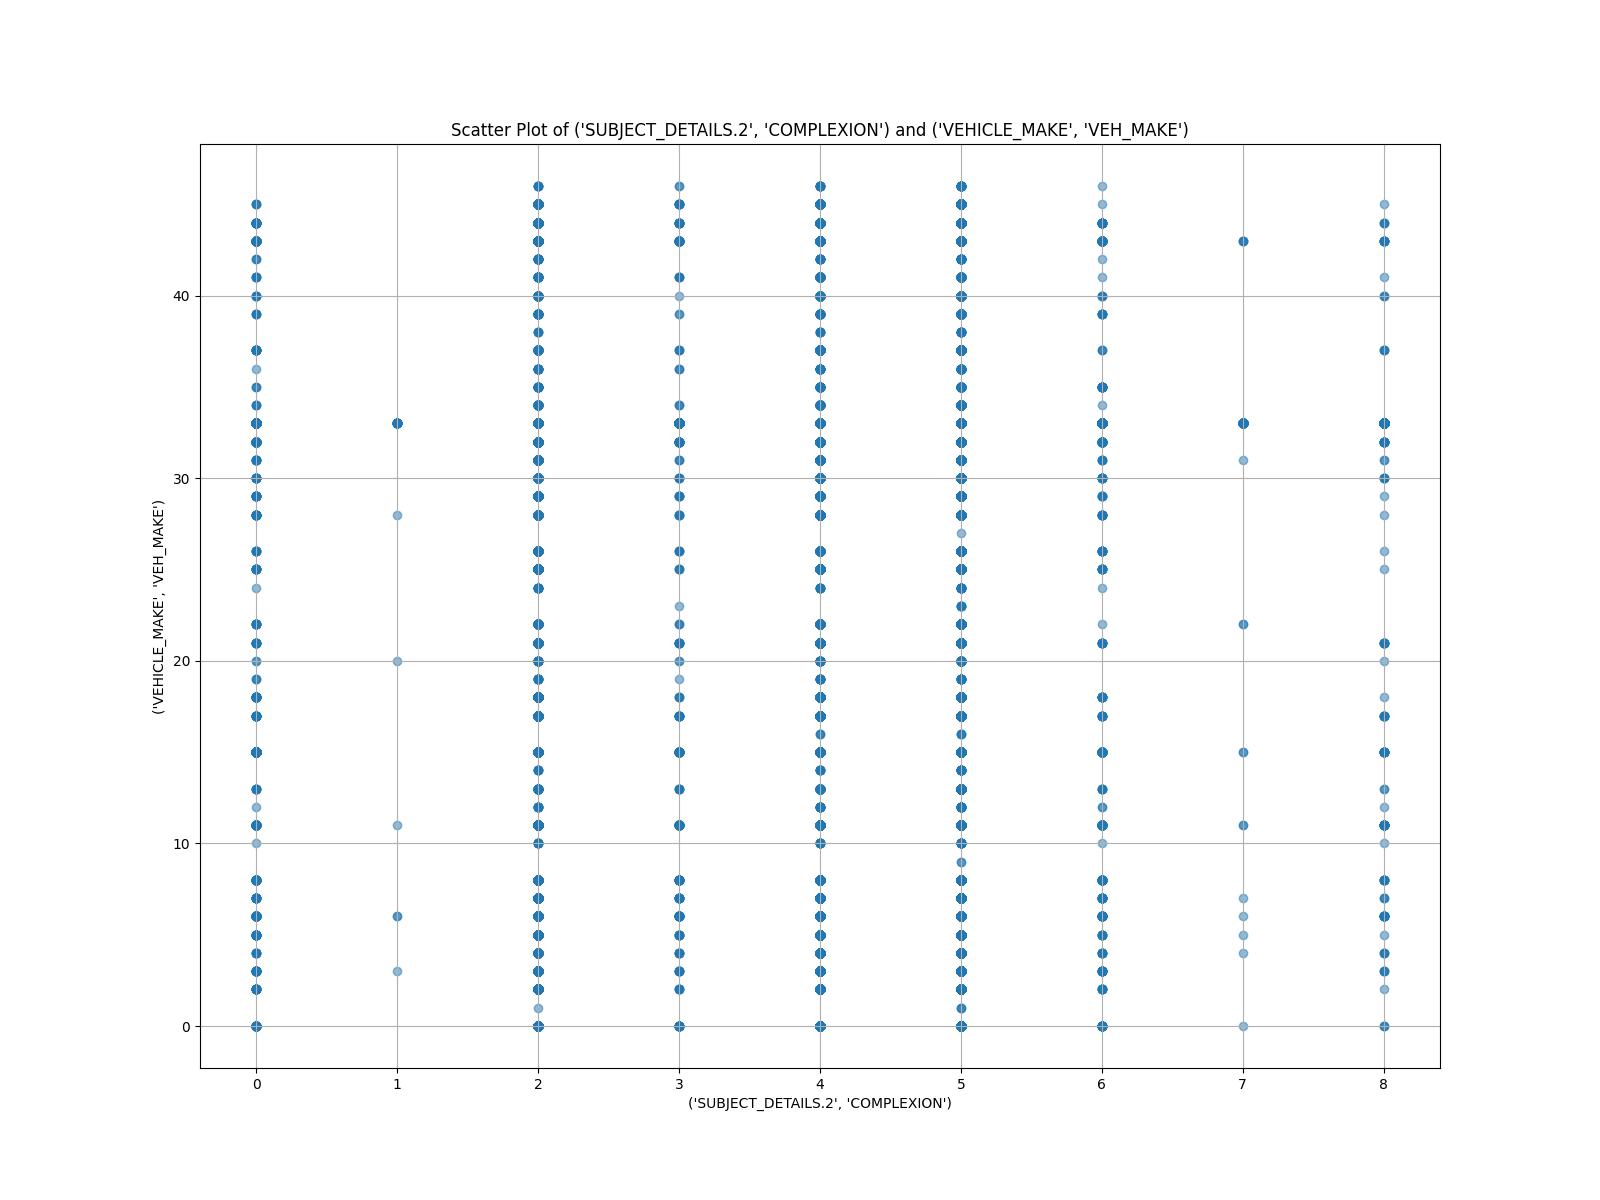 Scatter Plot of ('SUBJECT_DETAILS.2', 'COMPLEXION') and ('VEHICLE_MAKE', 'VEH_MAKE')
('VEHICLE_MAKE', 'VEH_MAKE')
40
30
20
10
0
0 1 2 3 4 5 6 7 8
('SUBJECT_DETAILS.2', 'COMPLEXION')